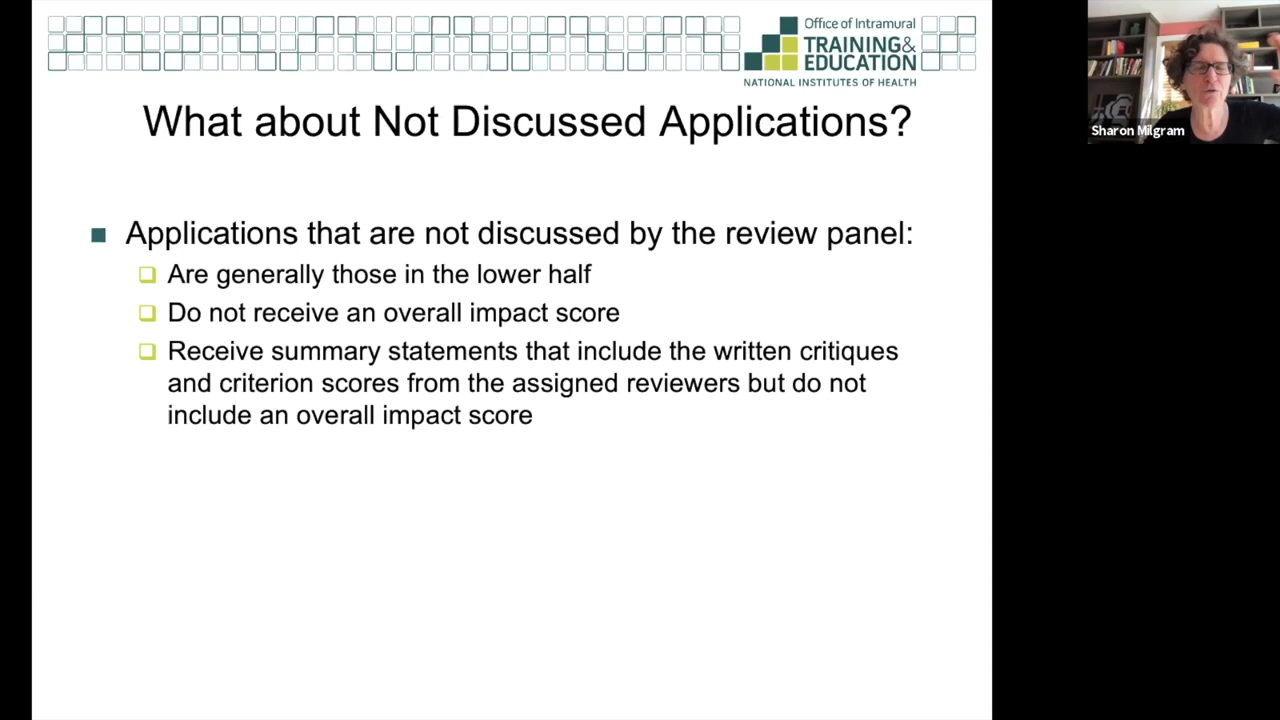 Office of Intramural
TRAINING&
EDUCATION
NATIONAL INSTITUTES OF HEALTH
Sharon Milgram
What about Not Discussed Applications?
Applications that are not discussed by the review panel:
Are generally those in the lower half
Do not receive an overall impact score
Receive summary statements that include the written critiques
and criterion scores from the assigned reviewers but do not
include an overall impact score